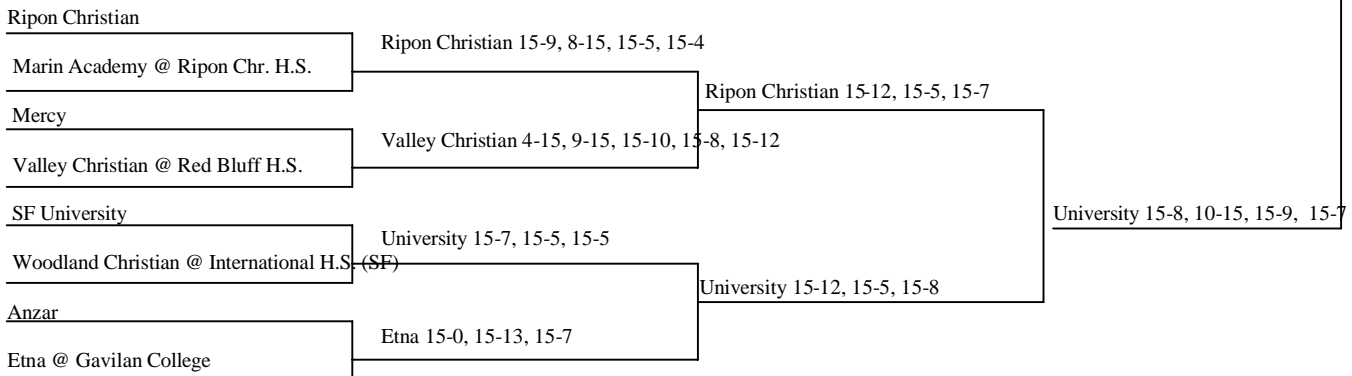 Ripon Christian
Ripon Christian 15-9, 8-15, 15-5, 15-4
Marin Academy @ Ripon Chr. H.S.
Ripon Christian 15-12, 15-5, 15-7
Mercy
Valley Christian 4-15, 9-15, 15-10, 15-8, 15-12
Valley Christian @ Red Bluff H.S.
SF University
University 15-8, 10-15, 15-9, 15-7
University 15-7, 15-5, 15-5
Woodland Christian @ International H.S. (SF)
University 15-12, 15-5, 15-8
Anzar
Etna 15-0, 15-13, 15-7
Etna @ Gavilan College